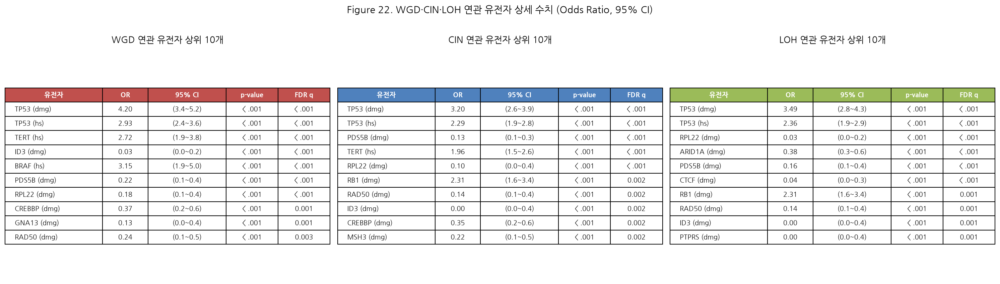 Figure 22. WGD·CIN·LOH 연관 유전자 상세 수치 (Odds Ratio, 95% CI)
WGD 연관 유전자 상위 10개
유전자 OR 95% CI p-value FDR q
TP53 (dmg) 4.20 (3.4~5.2) < .001 < .001
TP53 (hs) 2.93 (2.4~3.6) < .001 < .001
TERT (hs) 2.72 (1.9~3.8) < .001 < .001
ID3 (dmg) 0.03 (0.0~0.2) < .001 < .001
BRAF (hs) 3.15 (1.9~5.0) < .001 < .001
PDS5B (dmg) 0.22 (0.1~0.4) < .001 < .001
RPL22 (dmg) 0.18 (0.1~0.4) < .001 < .001
CREBBP (dmg) 0.37 (0.2~0.6) < .001 0.001
GNA13 (dmg) 0.13 (0.0~0.4) < .001 0.001
RAD50 (dmg) 0.24 (0.1~0.5) < .001 0.003
CIN 연관 유전자 상위 10개
유전자 OR 95% CI p-value FDR q
TP53 (dmg) 3.20 (2.6~3.9) < .001 < .001
TP53 (hs) 2.29 (1.9~2.8) < .001 < .001
PDS5B (dmg) 0.13 (0.1~0.3) < .001 < .001
TERT (hs) 1.96 (1.5~2.6) < .001 < .001
RPL22 (dmg) 0.10 (0.0~0.4) < .001 < .001
RB1 (dmg) 2.31 (1.6~3.4) < .001 0.002
RAD50 (dmg) 0.14 (0.1~0.4) < .001 0.002
ID3 (dmg) 0.00 (0.0~0.4) < .001 0.002
CREBBP (dmg) 0.35 (0.2~0.6) < .001 0.002
MSH3 (dmg) 0.22 (0.1~0.5) < .001 0.002
LOH 연관 유전자 상위 10개
유전자 OR 95% CI p-value FDR q
TP53 (dmg) 3.49 (2.8~4.3) < .001 < .001
TP53 (hs) 2.36 (1.9~2.9) < .001 < .001
RPL22 (dmg) 0.03 (0.0~0.2) < .001 < .001
ARID1A (dmg) 0.38 (0.3~0.6) < .001 < .001
PDS5B (dmg) 0.16 (0.1~0.4) < .001 < .001
CTCF (dmg) 0.04 (0.0~0.3) < .001 < .001
RB1 (dmg) 2.31 (1.6~3.4) < .001 0.001
RAD50 (dmg) 0.14 (0.1~0.4) < .001 0.001
ID3 (dmg) 0.00 (0.0~0.4) < .001 0.001
PTPRS (dmg) 0.00 (0.0~0.4) < .001 0.001